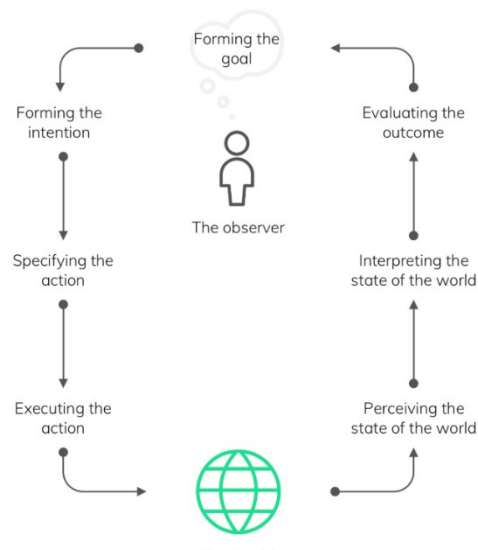 Forming the
goal
Forming the
intention
Evaluating the
outcome
The observer
Specifying the
action
Interpreting the
state of the world
Executing the
action
Perceiving the
state of the world